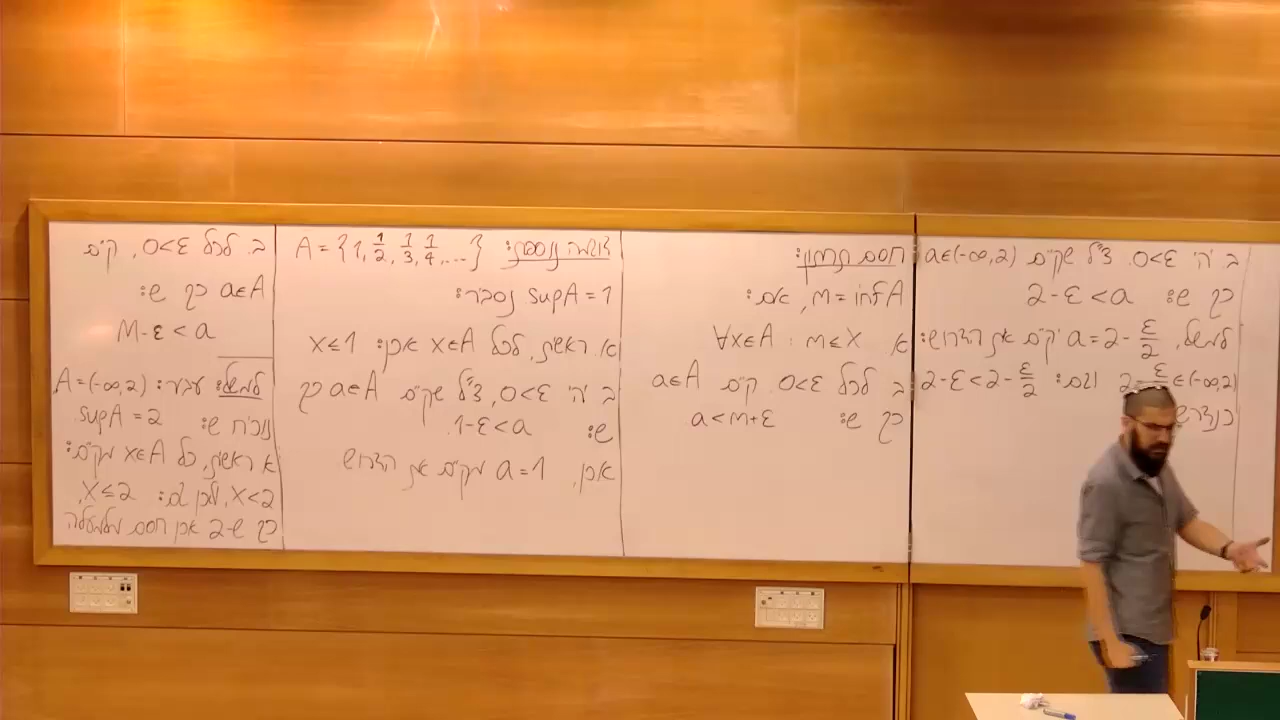 ב. יהי 0<ε. צ"ל שקיים a∈(-∞,2)
כך ש: 2-ε<a
למשל, a=2-ε/2 יקיים את הדרוש:
2-ε/2∈(-∞,2) וגם: 2-ε<2-ε/2
כנדרש
חסם תחתון:
m=infA, אם:
א. ∀x∈A : m≤x
ב. לכל 0<ε, קיים a∈A
כך ש: a<m+ε
דוגמה נוספת: A={1, 1/2, 1/3, 1/4,...}
supA=1 נסביר:
א. ראשית, לכל x∈A אכן: x≤1
ב. יהי 0<ε, צ"ל שקיים a∈A כך
ש: 1-ε<a.
אכן, a=1 מקיים את הדרוש
ב. לכל 0<ε, קיים
a∈A כך ש:
M-ε<a
למשל: עבור: A=(-∞,2)
נוכיח ש: supA=2
א. ראשית, כל x∈A מקיים:
x<2, ולכן גם: x≤2,
כך ש-2 אכן חסם מלמעלה